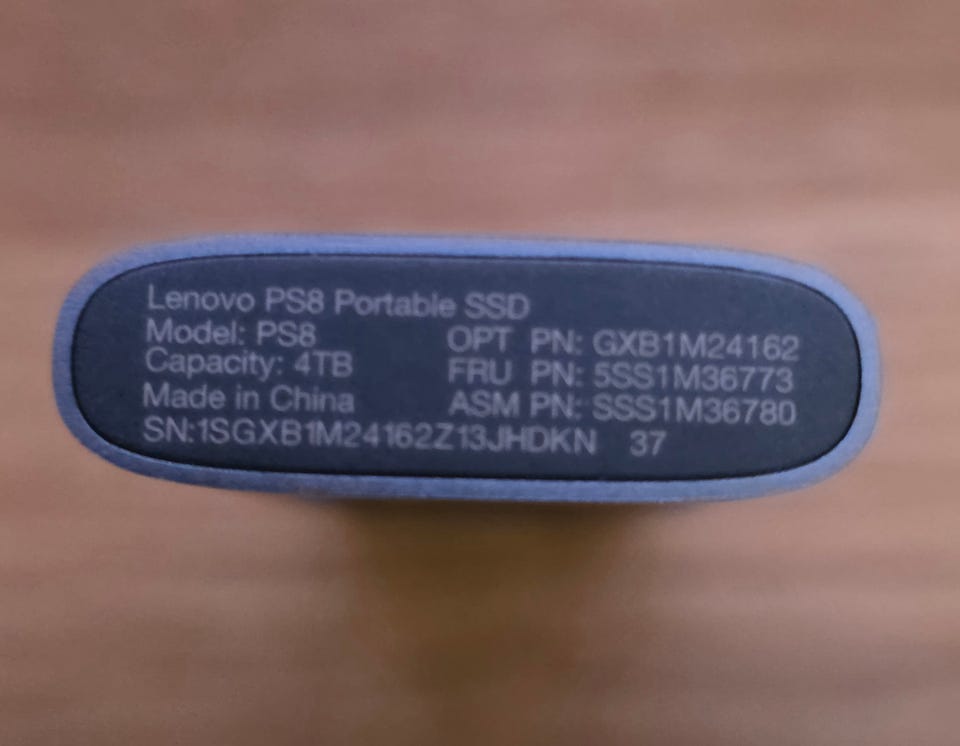 Lenovo PS8 Portable SSD
Model: PS8 OPT PN: GXB1M24162
Capacity: 4TB FRU PN: 5SS1M36773
Made in China ASM PN: SSS1M36780
SN:1SGXB1M24162Z13JHDKN 37